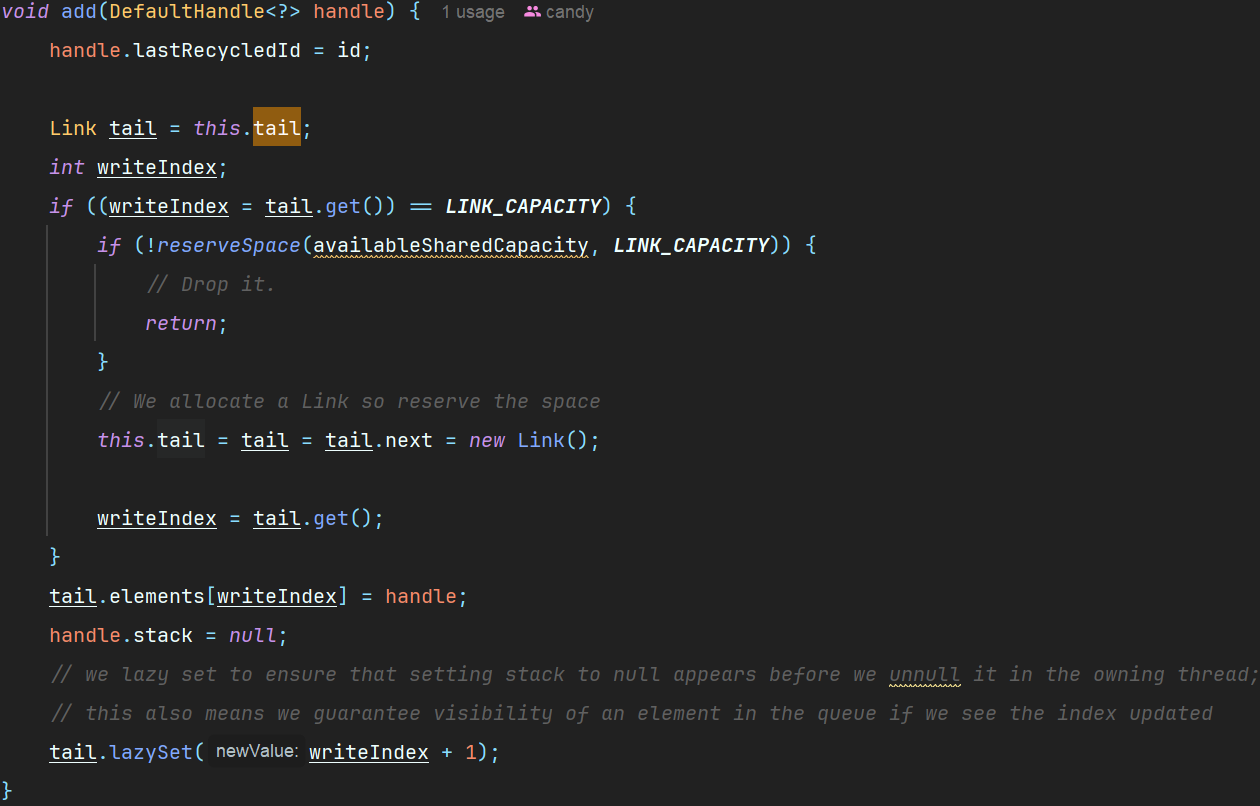 void add(DefaultHandle<?> handle) { 1 usage candy
handle.lastRecycledId = id;
Link tail = this.tail;
int writeIndex;
if ((writeIndex = tail.get()) == LINK_CAPACITY) {
if (!reserveSpace(availableSharedCapacity, LINK_CAPACITY)) {
// Drop it.
return;
}
// We allocate a Link so reserve the space
this.tail = tail = tail.next = new Link();
writeIndex = tail.get();
}
tail.elements[writeIndex] = handle;
handle.stack = null;
// we lazy set to ensure that setting stack to null appears before we unnull it in the owning thread;
// this also means we guarantee visibility of an element in the queue if we see the index updated
tail.lazySet( newValue: writeIndex + 1);
}